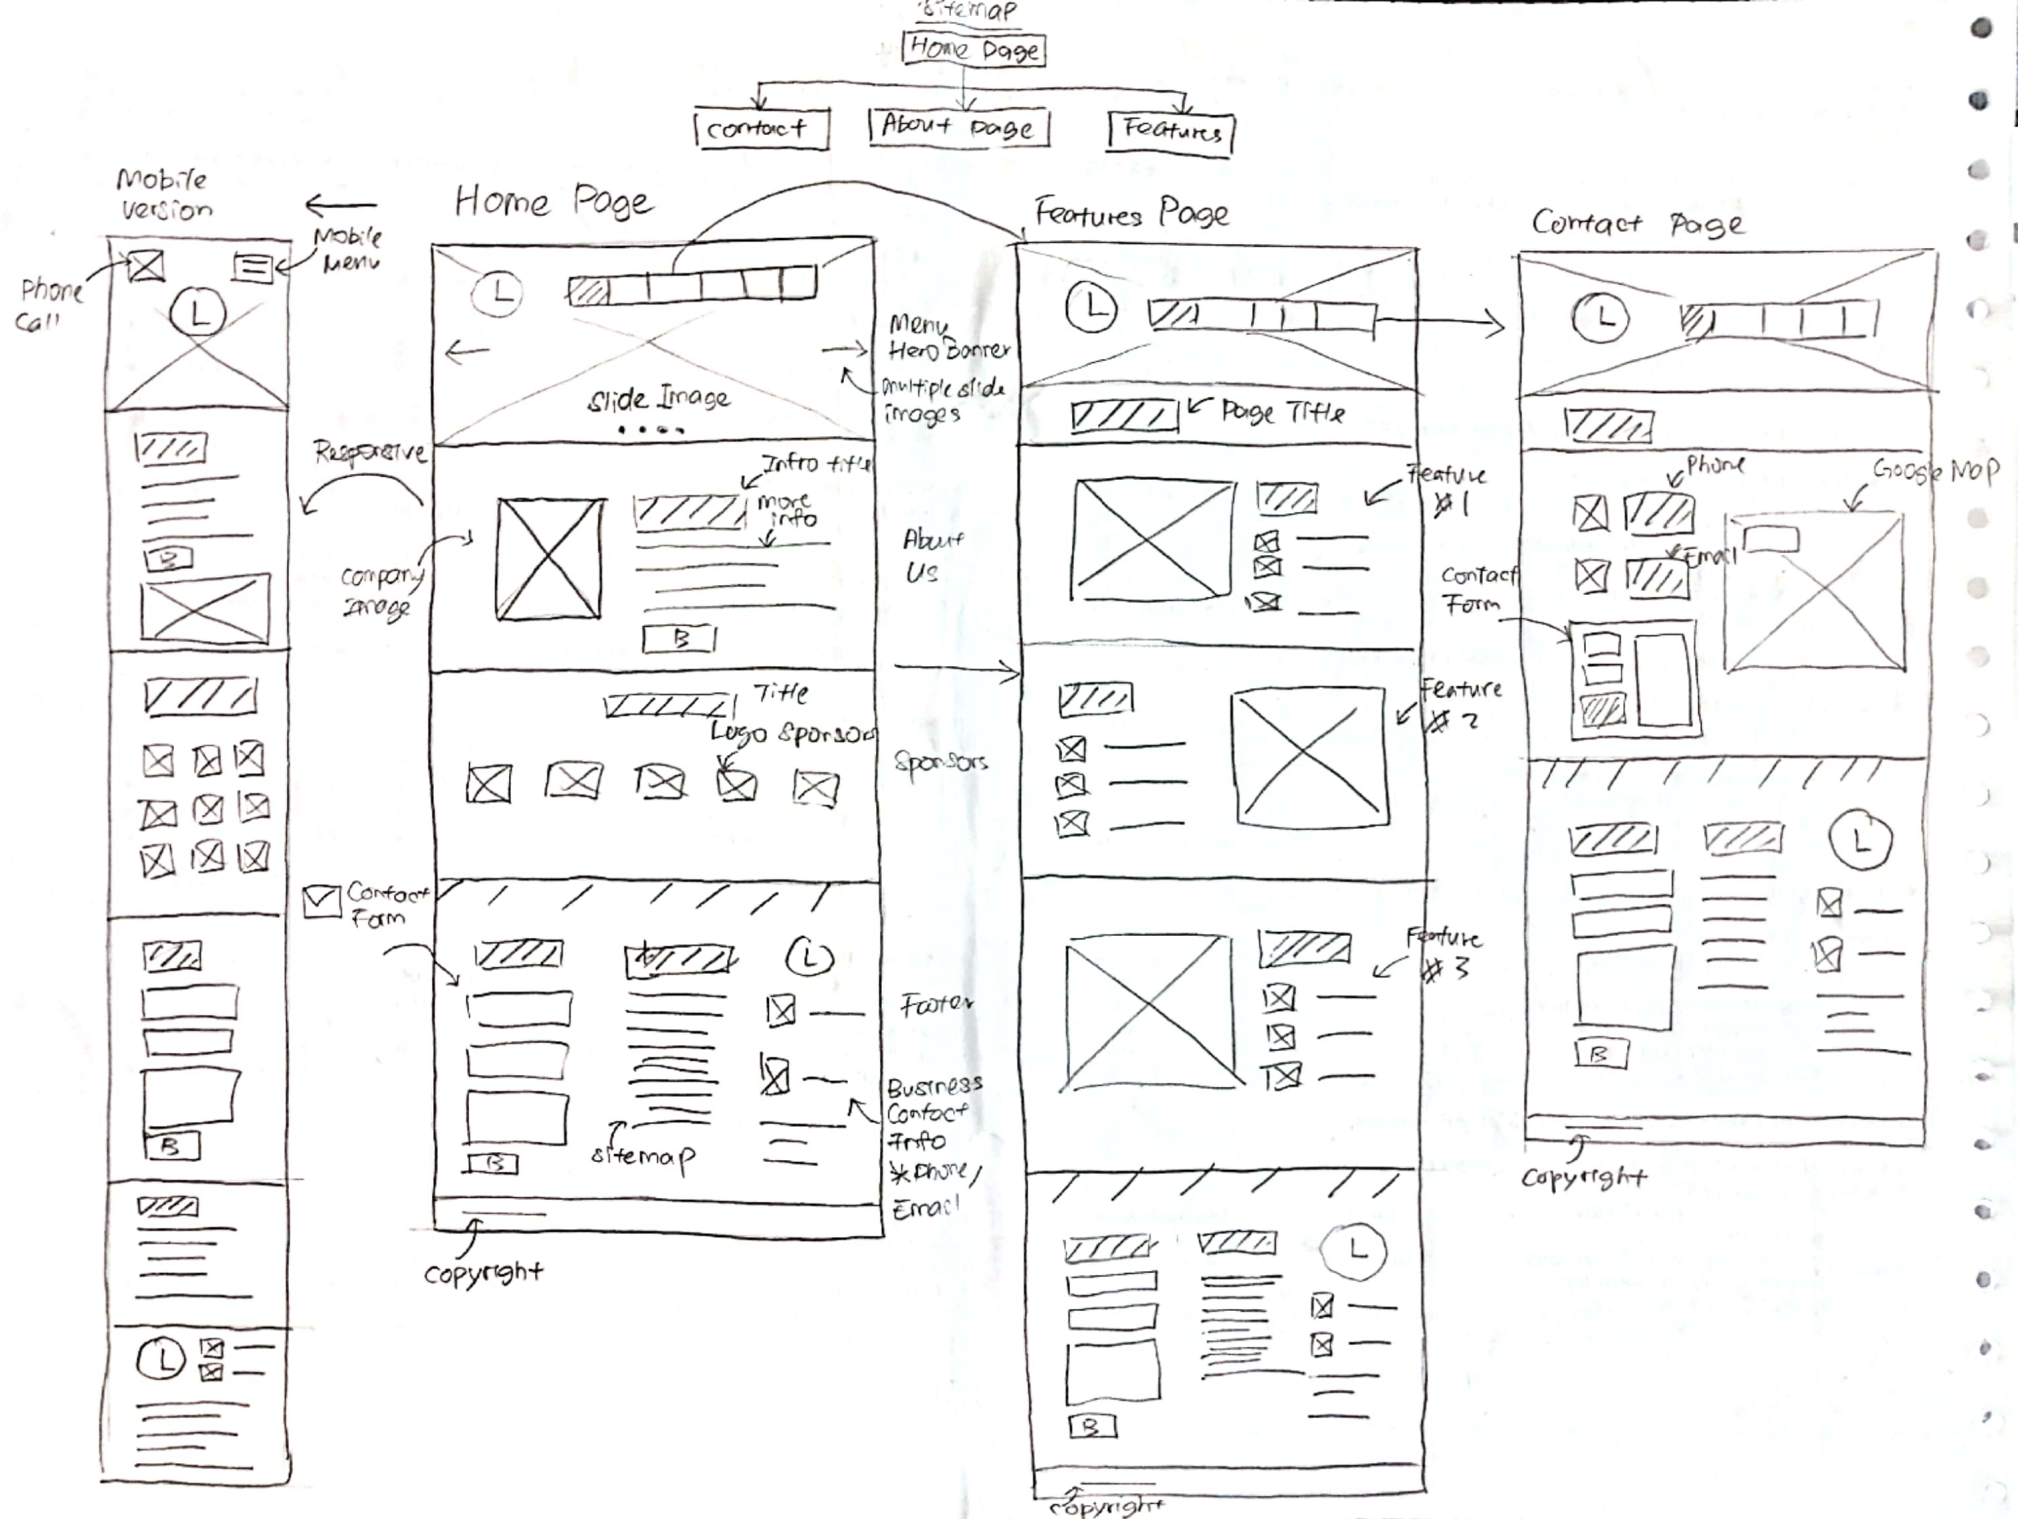 Sitemap
Home Page
Contact
About Page
Features
Mobile
Version
Mobile
Menu
Phone
Call
L
Responsive
B
B
L
Home Page
L
Slide Image
Menu,
Hero Banner
multiple slide
images
Company
Image
Intro title
more
info
B
About
Us
Title
Logo Sponsors
Sponsors
Contact
Form
L
B
sitemap
Footer
Business
Contact
Info
* Phone/
Email
Copyright
Features Page
L
Page Title
Feature
#1
Feature
#2
Feature
#3
L
B
Copyright
Contact Page
L
Phone
Google Map
Email
Contact
Form
L
B
Copyright